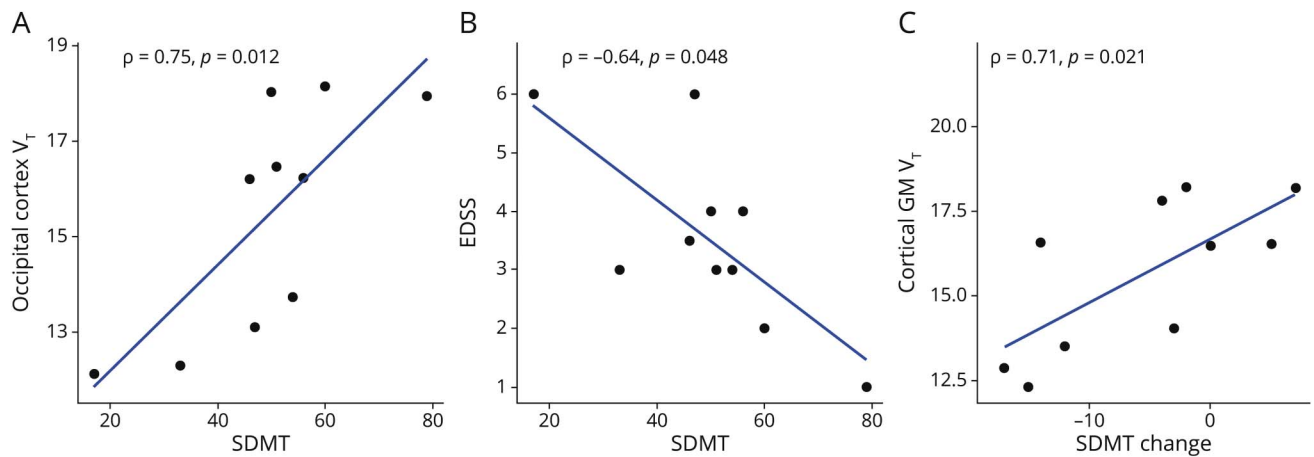 A
ρ = 0.75, p = 0.012
Occipital cortex V_T
19
17
15
13
20
40
60
80
SDMT
B
ρ = –0.64, p = 0.048
EDSS
6
5
4
3
2
1
20
40
60
80
SDMT
C
ρ = 0.71, p = 0.021
Cortical GM V_T
20.0
17.5
15.0
12.5
–10
0
SDMT change